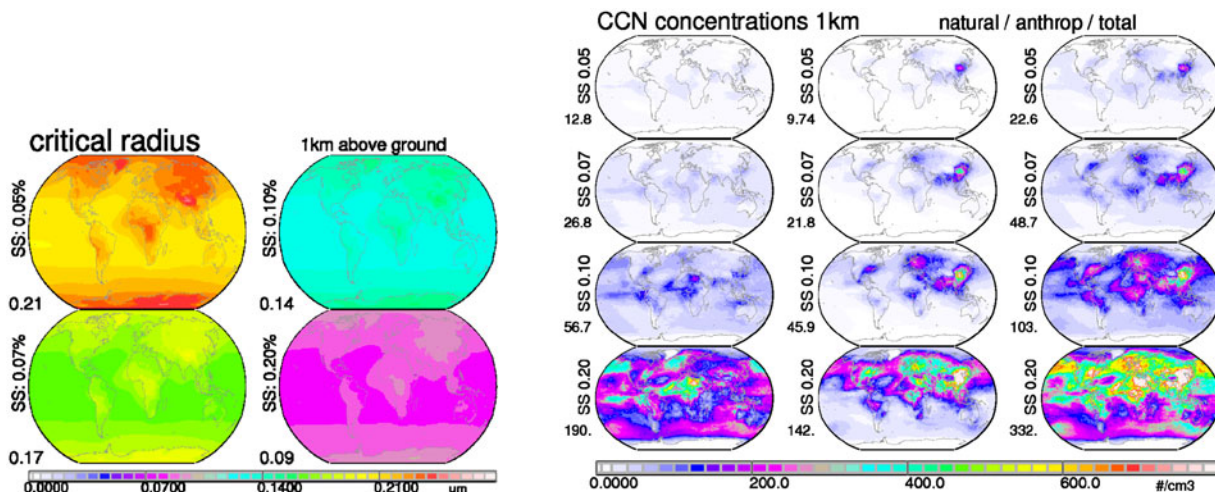 critical radius
1km above ground
SS: 0.05%
0.21
SS: 0.10%
0.14
SS: 0.07%
0.17
SS: 0.20%
0.09
0.0000 0.0700 0.1400 0.2100 um
CCN concentrations 1km natural / anthrop / total
SS 0.05
12.8
SS 0.05
9.74
SS 0.05
22.6
SS 0.07
26.8
SS 0.07
21.8
SS 0.07
48.7
SS 0.10
56.7
SS 0.10
45.9
SS 0.10
103.
SS 0.20
190.
SS 0.20
142.
SS 0.20
332.
0.0000 200.0 400.0 600.0 #/cm3